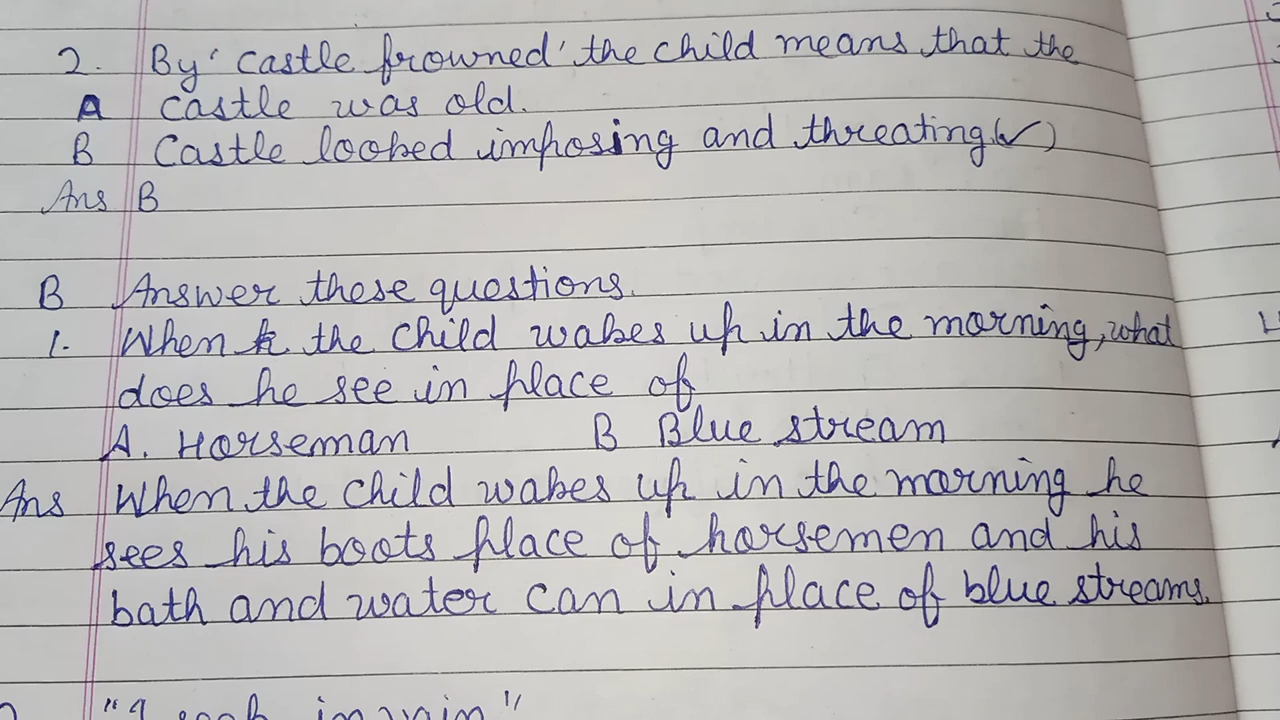 2. By 'castle frowned' the child means that the
A castle was old.
B Castle looked imposing and threating(✓)
Ans B
B Answer these questions.
1. When the child wakes up in the morning, what
does he see in place of
A. Horseman B Blue stream
Ans When the child wakes up in the morning he
sees his boots place of horsemen and his
bath and water can in place of blue streams.
"I seek in vain"